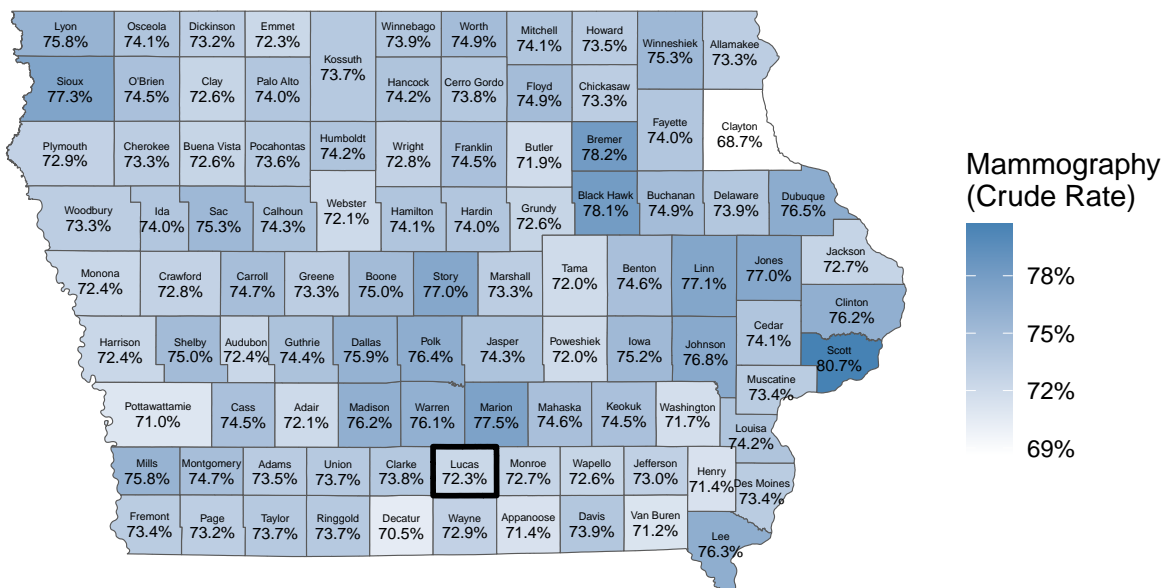 Lyon
75.8%
Osceola
74.1%
Dickinson
73.2%
Emmet
72.3%
Kossuth
73.7%
Winnebago
73.9%
Worth
74.9%
Mitchell
74.1%
Howard
73.5%
Winneshiek
75.3%
Allamakee
73.3%
Sioux
77.3%
O'Brien
74.5%
Clay
72.6%
Palo Alto
74.0%
Hancock
74.2%
Cerro Gordo
73.8%
Floyd
74.9%
Chickasaw
73.3%
Fayette
74.0%
Clayton
68.7%
Plymouth
72.9%
Cherokee
73.3%
Buena Vista
72.6%
Pocahontas
73.6%
Humboldt
74.2%
Wright
72.8%
Franklin
74.5%
Butler
71.9%
Bremer
78.2%
Woodbury
73.3%
Ida
74.0%
Sac
75.3%
Calhoun
74.3%
Webster
72.1%
Hamilton
74.1%
Hardin
74.0%
Grundy
72.6%
Black Hawk
78.1%
Buchanan
74.9%
Delaware
73.9%
Dubuque
76.5%
Monona
72.4%
Crawford
72.8%
Carroll
74.7%
Greene
73.3%
Boone
75.0%
Story
77.0%
Marshall
73.3%
Tama
72.0%
Benton
74.6%
Linn
77.1%
Jones
77.0%
Jackson
72.7%
Clinton
76.2%
Harrison
72.4%
Shelby
75.0%
Audubon
72.4%
Guthrie
74.4%
Dallas
75.9%
Polk
76.4%
Jasper
74.3%
Poweshiek
72.0%
Iowa
75.2%
Johnson
76.8%
Cedar
74.1%
Scott
80.7%
Muscatine
73.4%
Pottawattamie
71.0%
Cass
74.5%
Adair
72.1%
Madison
76.2%
Warren
76.1%
Marion
77.5%
Mahaska
74.6%
Keokuk
74.5%
Washington
71.7%
Louisa
74.2%
Mills
75.8%
Montgomery
74.7%
Adams
73.5%
Union
73.7%
Clarke
73.8%
Lucas
72.3%
Monroe
72.7%
Wapello
72.6%
Jefferson
73.0%
Henry
71.4%
Des Moines
73.4%
Fremont
73.4%
Page
73.2%
Taylor
73.7%
Ringgold
73.7%
Decatur
70.5%
Wayne
72.9%
Appanoose
71.4%
Davis
73.9%
Van Buren
71.2%
Lee
76.3%
Mammography
(Crude Rate)
78%
75%
72%
69%